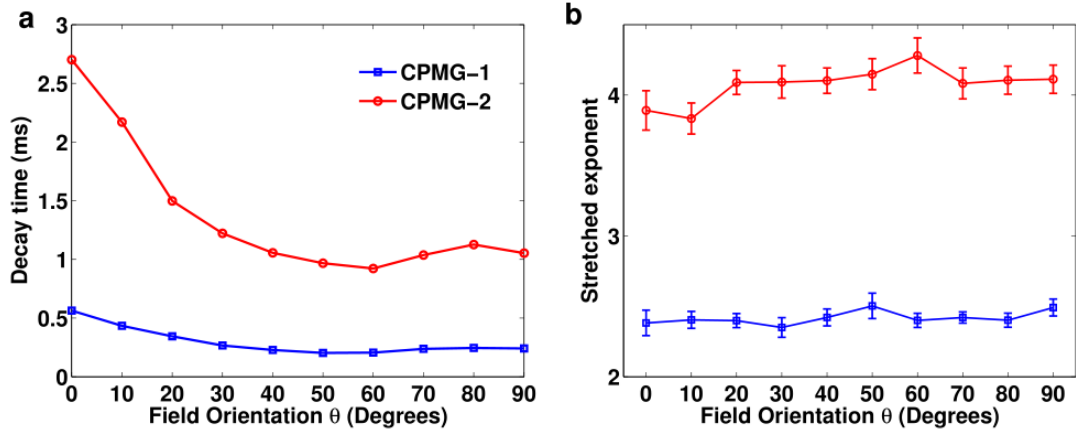 a
3
2.5
2
1.5
1
0.5
0
Decay time (ms)
CPMG-1
CPMG-2
0 10 20 30 40 50 60 70 80 90
Field Orientation θ (Degrees)
b
4
3
2
Stretched exponent
0 10 20 30 40 50 60 70 80 90
Field Orientation θ (Degrees)